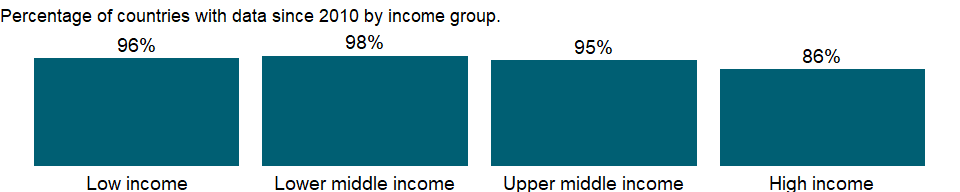 Percentage of countries with data since 2010 by income group.
96% 98% 95% 86%
Low income Lower middle income Upper middle income High income